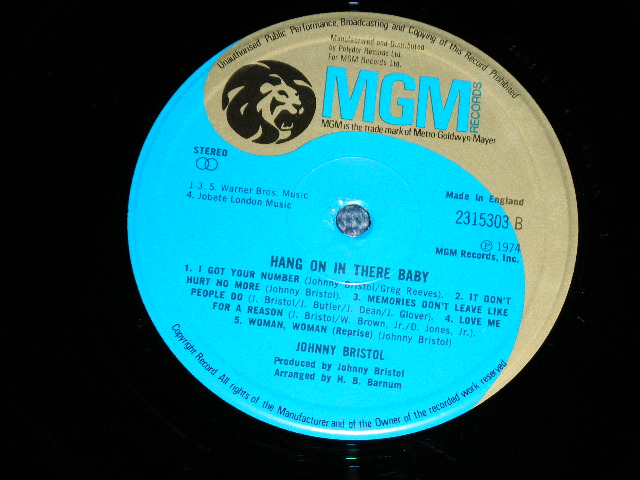 Unauthorised Public Performance, Broadcasting and Copying of this Record Prohibited
Manufactured and Distributed
by Polydor Records Ltd.
For MGM Records Ltd.
MGM
RECORDS
MGM is the trade mark of Metro-Goldwyn-Mayer
STEREO
1.3. 5. Warner Bros. Music
4. Jobete London Music
Made in England
2315303 B
℗ 1974
MGM Records, Inc.
HANG ON IN THERE BABY
1. I GOT YOUR NUMBER (Johnny Bristol/Greg Reeves). 2. IT DON'T
HURT NO MORE (Johnny Bristol). 3. MEMORIES DON'T LEAVE LIKE
PEOPLE DO (J. Bristol/J. Butler/J. Dean/J. Glover). 4. LOVE ME
FOR A REASON (J. Bristol/W. Brown, Jr./D. Jones, Jr.).
5. WOMAN, WOMAN (Reprise) (Johnny Bristol)
JOHNNY BRISTOL
Produced by Johnny Bristol
Arranged by H. B. Barnum
Copyright Record. All rights of the Manufacturer and of the Owner of the recorded work reserved.